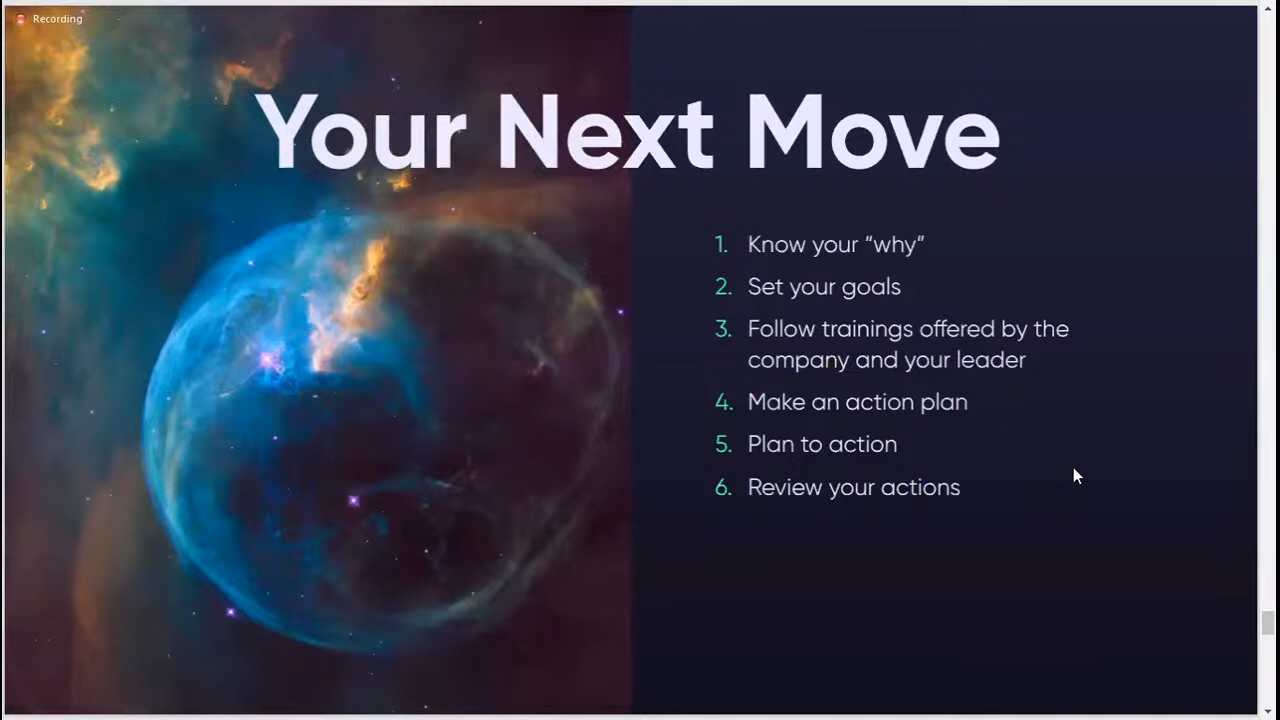 Recording
Your Next Move
1. Know your “why”
2. Set your goals
3. Follow trainings offered by the
company and your leader
4. Make an action plan
5. Plan to action
6. Review your actions